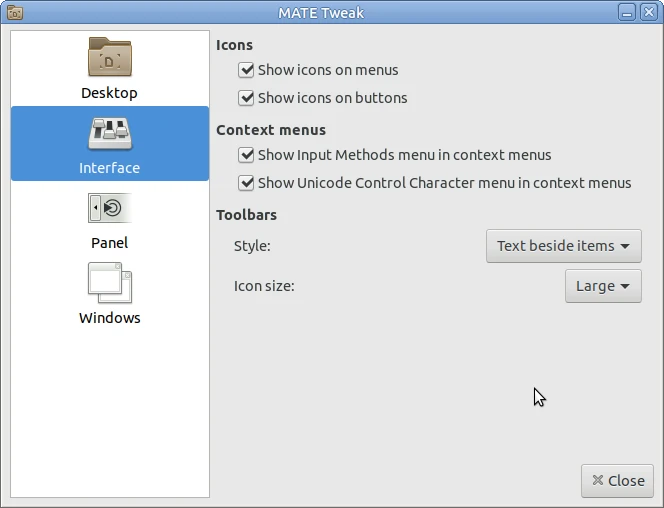 MATE Tweak
Desktop
Interface
Panel
Windows
Icons
Show icons on menus
Show icons on buttons
Context menus
Show Input Methods menu in context menus
Show Unicode Control Character menu in context menus
Toolbars
Style: Text beside items
Icon size: Large
Close